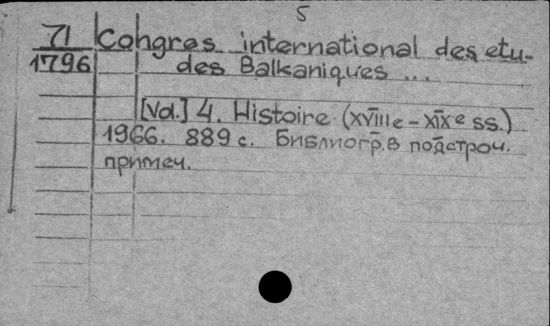 5
71 Congres international des etu-
1796 des Balkaniques ...
[Vol.] 4. Histoire (XVIIIe - XIXe ss.)
1966. 889 с. Библиогр. в подстроч.
примеч.